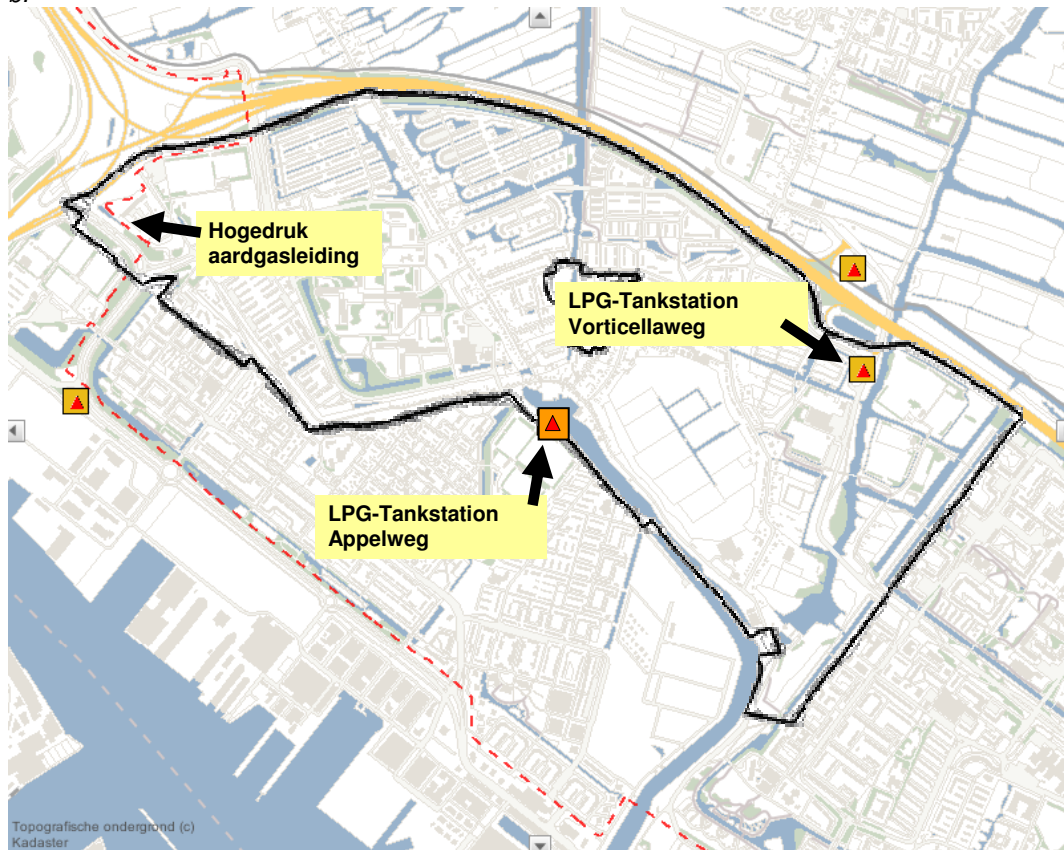 Hogedruk
aardgasleiding
LPG-Tankstation
Vorticellaweg
LPG-Tankstation
Appelweg
Topografische ondergrond (c)
Kadaster